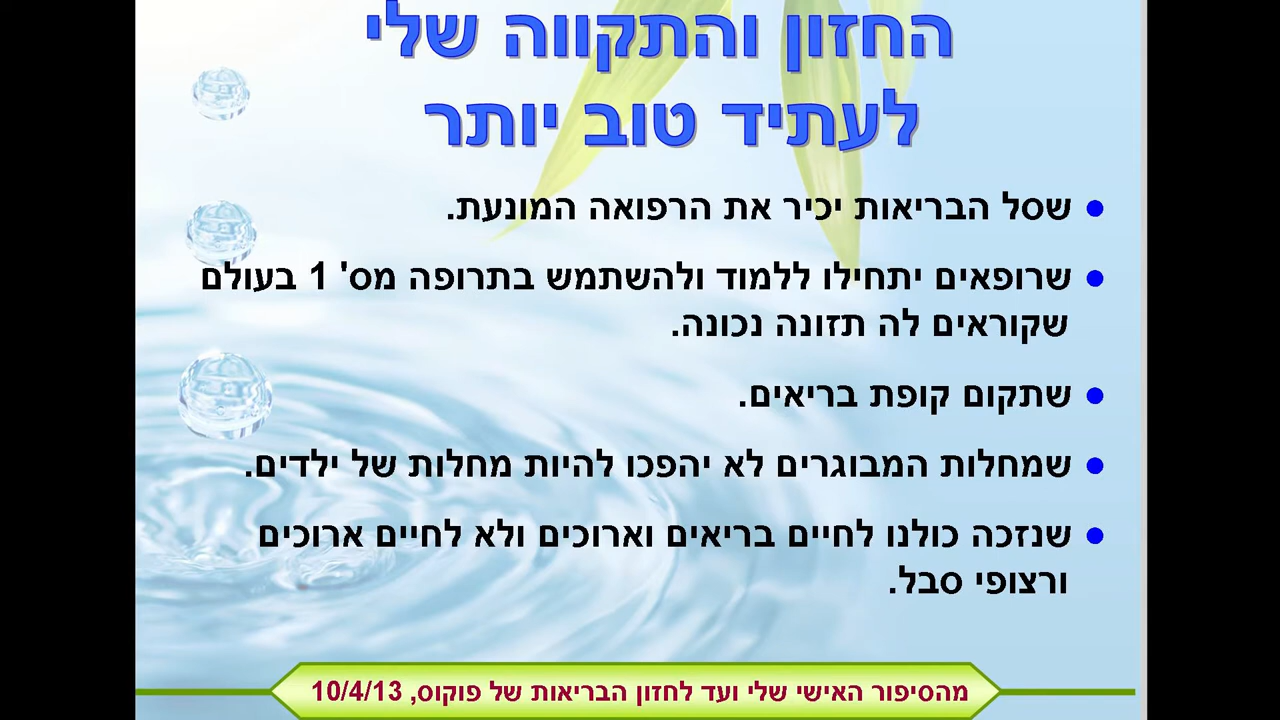 החזון והתקווה שלי
לעתיד טוב יותר
שסל הבריאות יכיר את הרפואה המונעת.
שרופאים יתחילו ללמוד ולהשתמש בתרופה מס' 1 בעולם
שקוראים לה תזונה נכונה.
שתקום קופת בריאים.
שמחלות המבוגרים לא יהפכו להיות מחלות של ילדים.
שנזכה כולנו לחיים בריאים וארוכים ולא לחיים ארוכים
ורצופי סבל.
מהסיפור האישי שלי ועד לחזון הבריאות של פוקוס, 10/4/13